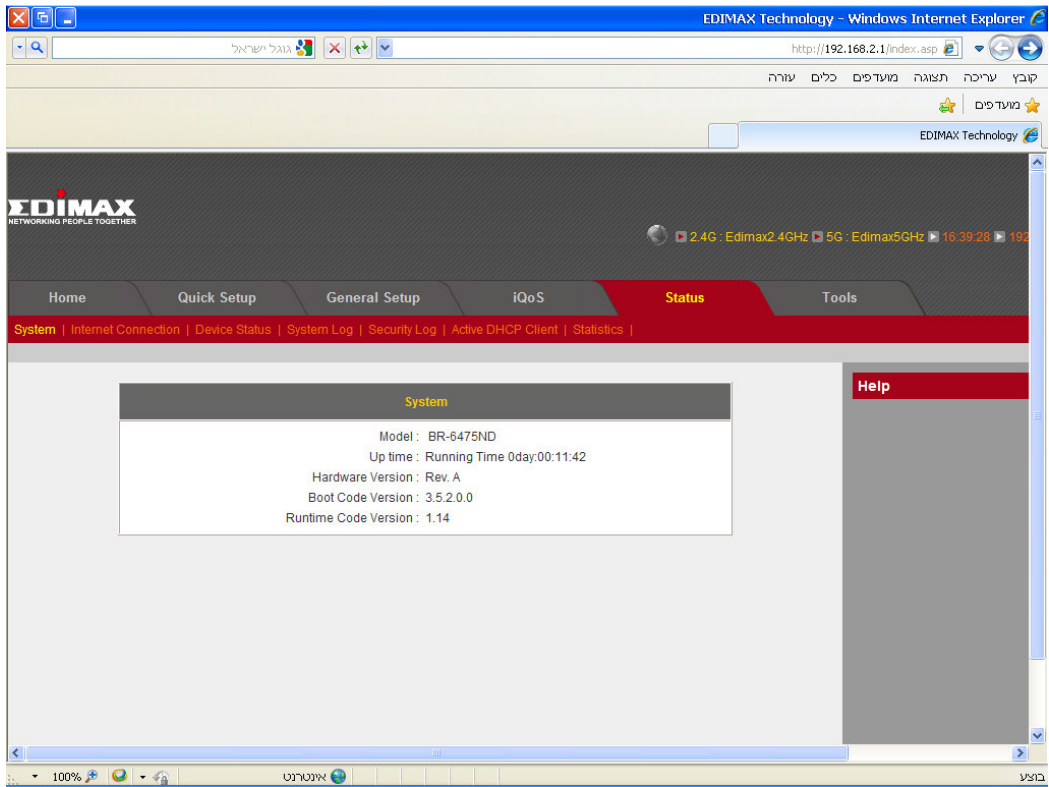 EDIMAX Technology - Windows Internet Explorer
http://192.168.2.1/index.asp
גוגל ישראל
קובץ עריכה תצוגה מועדפים כלים עזרה
מועדפים
EDIMAX Technology
EDIMAX
NETWORKING PEOPLE TOGETHER
2.4G : Edimax2.4GHz 5G : Edimax5GHz 16:39:28 192
Home Quick Setup General Setup iQoS Status Tools
System | Internet Connection | Device Status | System Log | Security Log | Active DHCP Client | Statistics |
Help
System
Model : BR-6475ND
Up time : Running Time 0day:00:11:42
Hardware Version : Rev. A
Boot Code Version : 3.5.2.0.0
Runtime Code Version : 1.14
בוצע
אינטרנט
100%